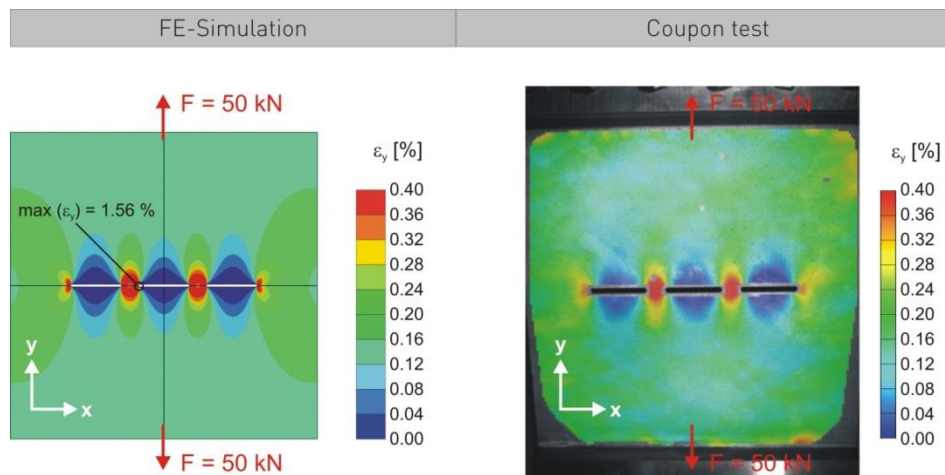 FE-Simulation
Coupon test
F = 50 kN
εy [%]
0.40
0.36
0.32
0.28
0.24
0.20
0.16
0.12
0.08
0.04
0.00
max (εy) = 1.56 %
y
x
F = 50 kN
F = 50 kN
εy [%]
0.40
0.36
0.32
0.28
0.24
0.20
0.16
0.12
0.08
0.04
0.00
y
x
F = 50 kN